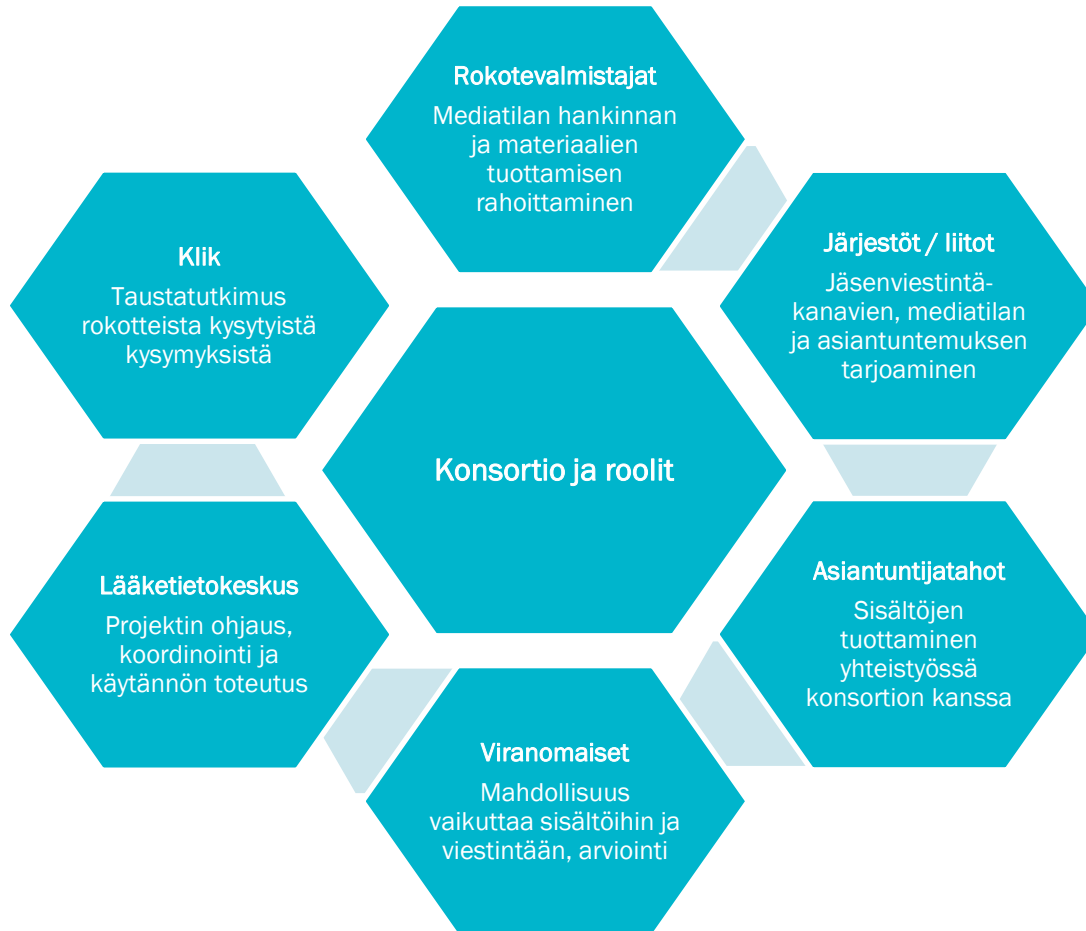 Rokotevalmistajat
Mediatilan hankinnan
ja materiaalien
tuottamisen
rahoittaminen
Järjestöt / liitot
Jäsenviestintä-
kanavien, mediatilan
ja asiantuntemuksen
tarjoaminen
Asiantuntijatahot
Sisältöjen
tuottaminen
yhteistyössä
konsortion kanssa
Viranomaiset
Mahdollisuus
vaikuttaa sisältöihin ja
viestintään, arviointi
Lääketietokeskus
Projektin ohjaus,
koordinointi ja
käytännön toteutus
Klik
Taustatutkimus
rokotteista kysytyistä
kysymyksistä
Konsortio ja roolit